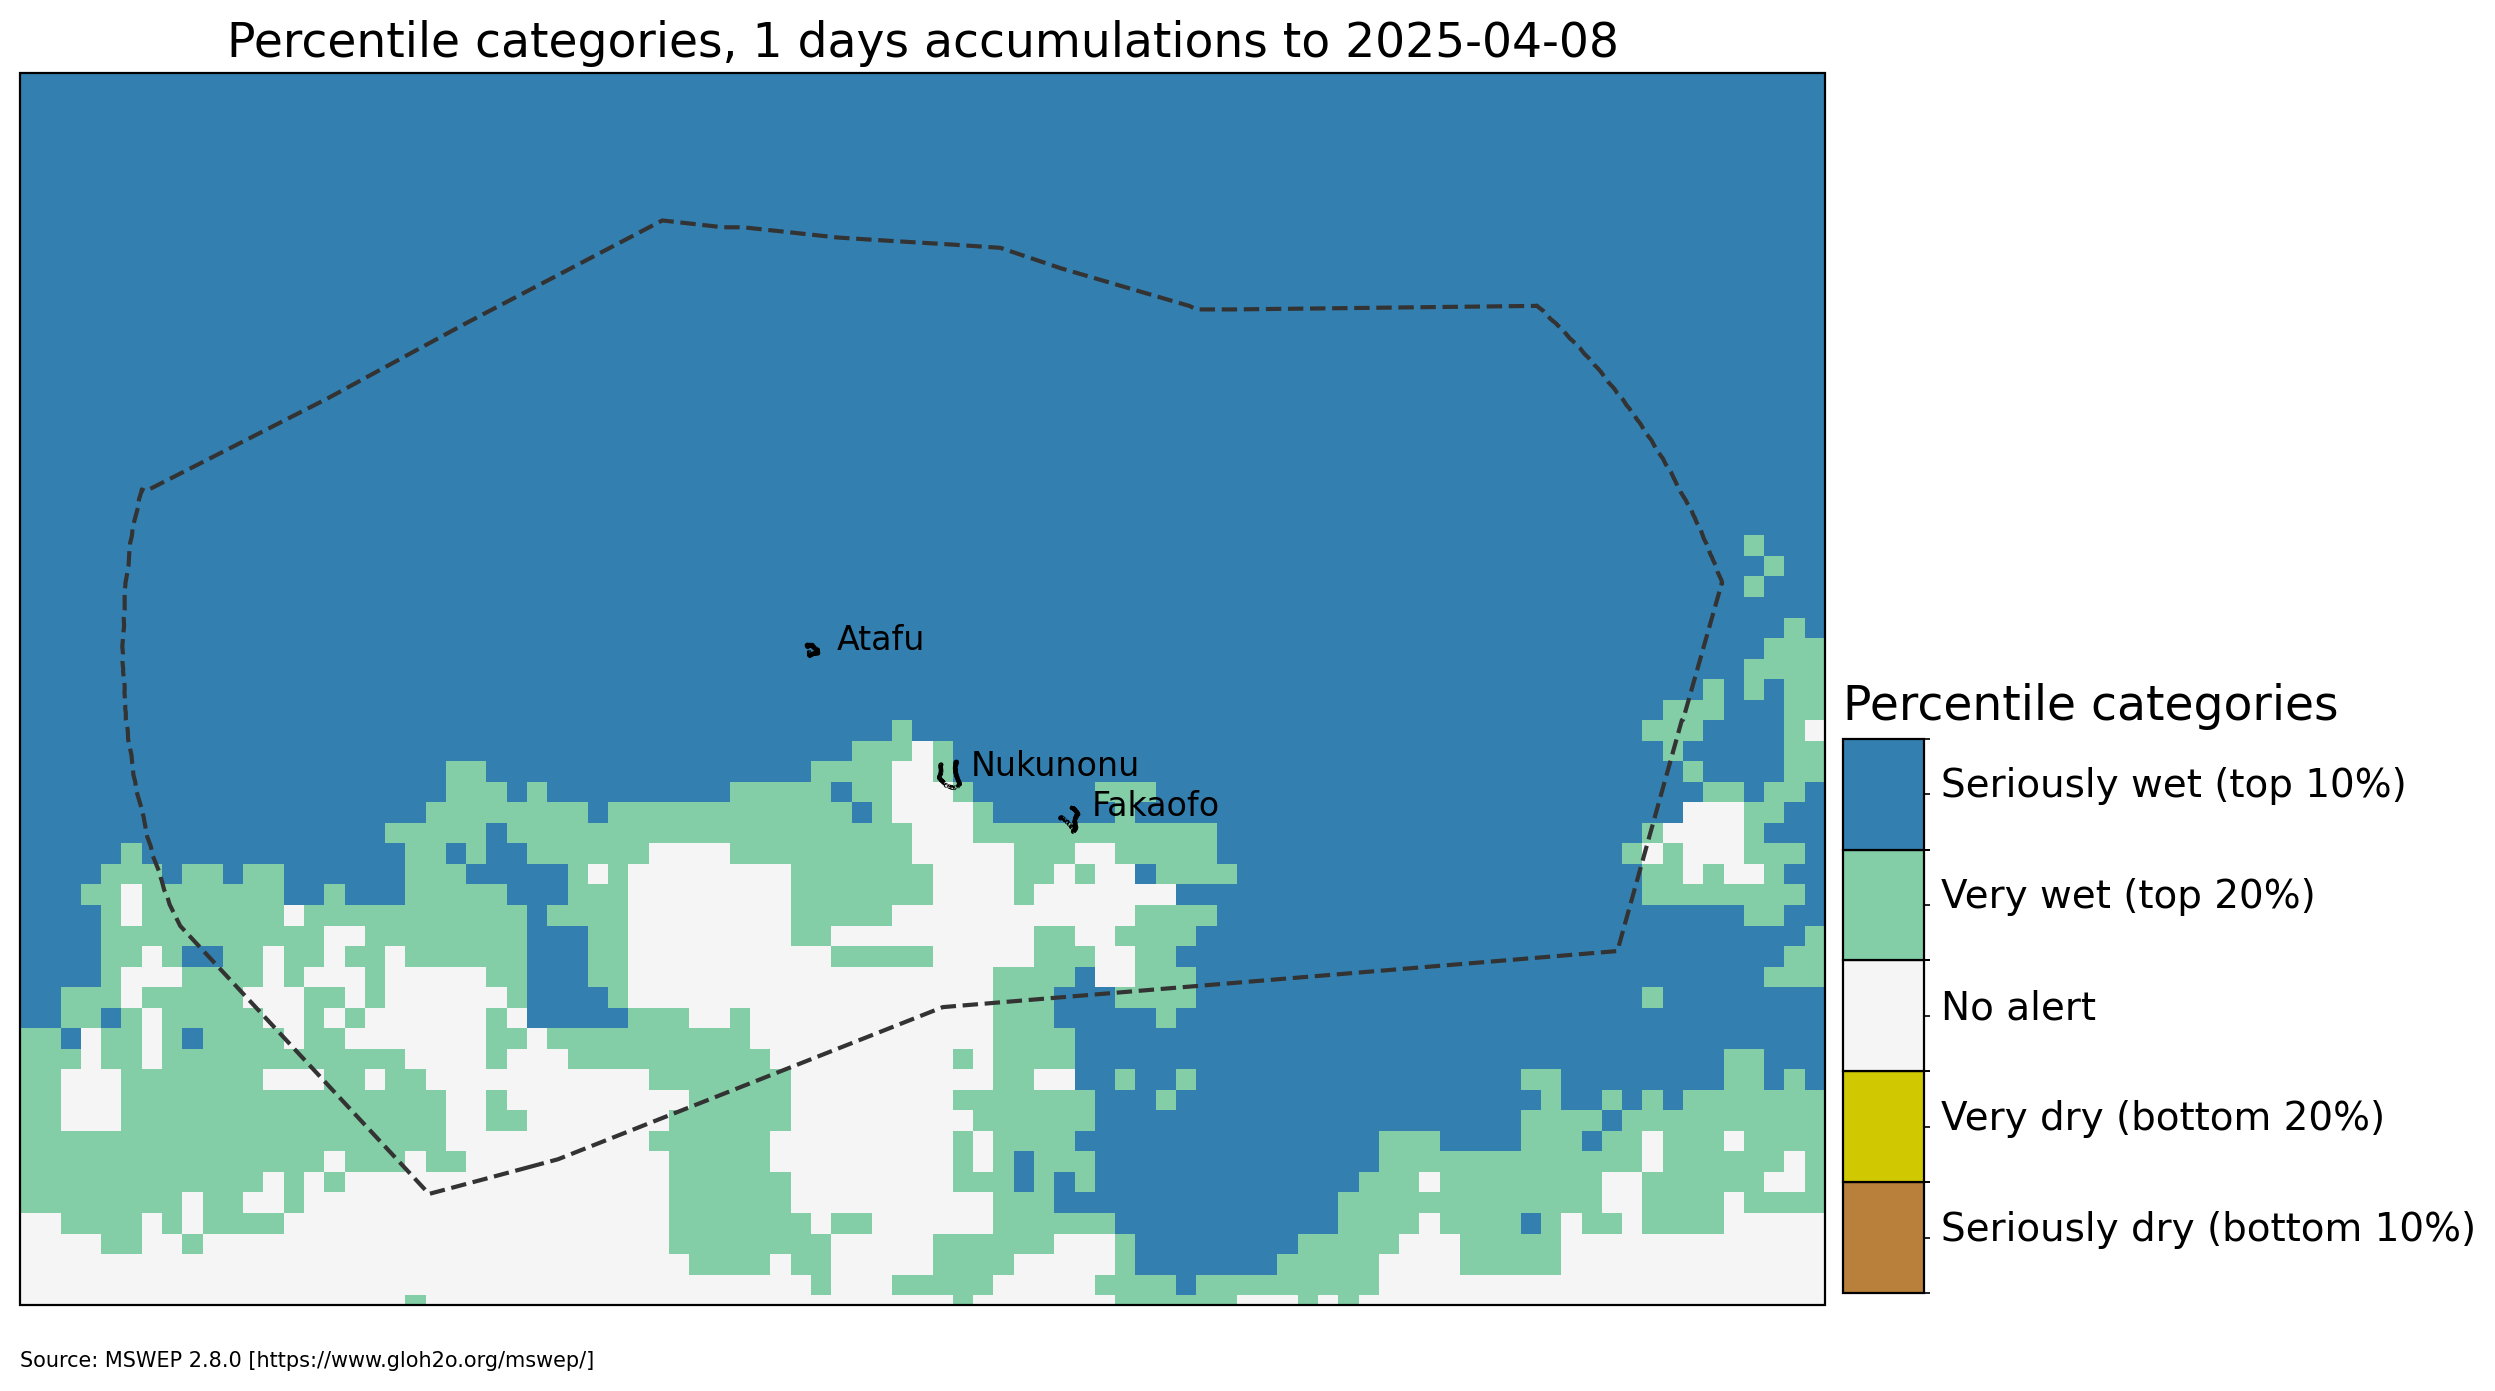 Percentile categories, 1 days accumulations to 2025-04-08
Atafu
Nukunonu
Fakaofo
Percentile categories
Seriously wet (top 10%)
Very wet (top 20%)
No alert
Very dry (bottom 20%)
Seriously dry (bottom 10%)
Source: MSWEP 2.8.0 [https://www.gloh2o.org/mswep/]